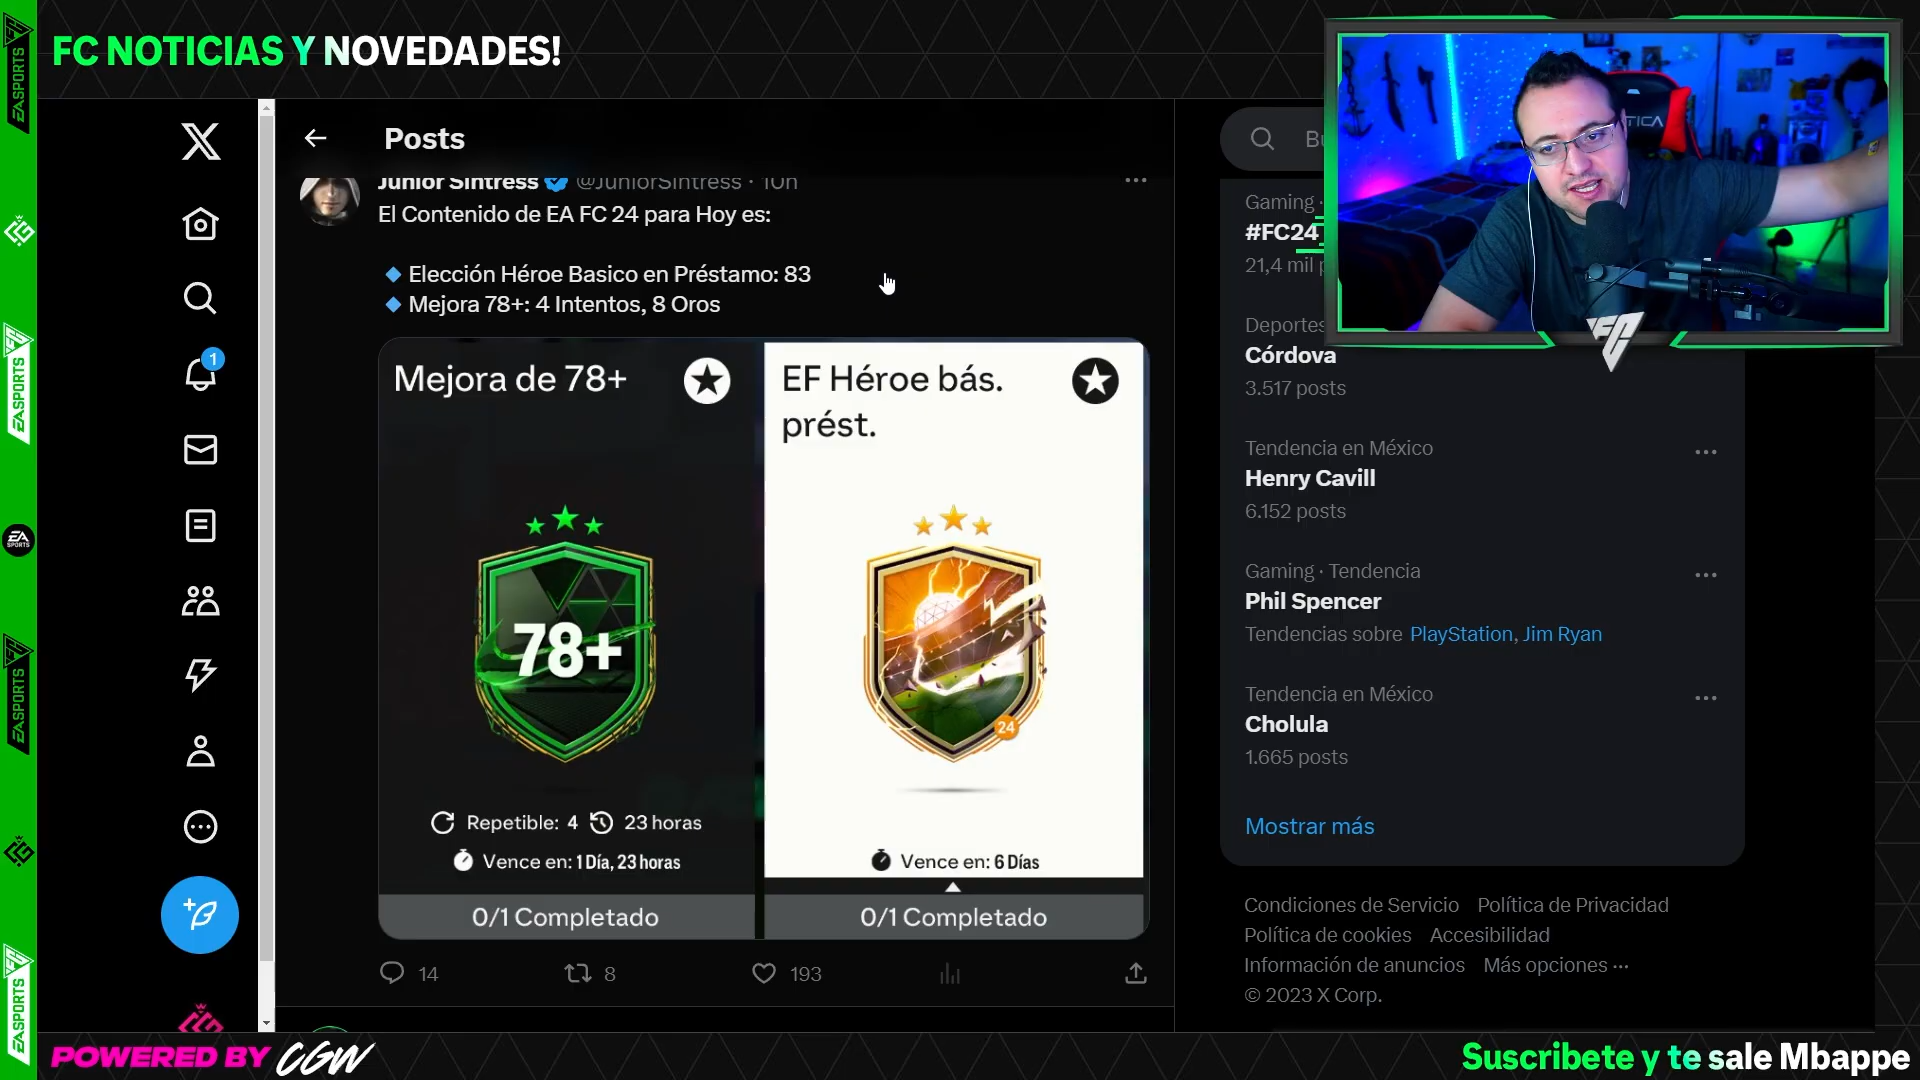 FC NOTICIAS Y NOVEDADES!
EA SPORTS
Posts
Junior Sintress @JuniorSintress · 10h
El Contenido de EA FC 24 para Hoy es:
Elección Héroe Basico en Préstamo: 83
Mejora 78+: 4 Intentos, 8 Oros
Mejora de 78+
78+
Repetible: 4 23 horas
Vence en: 1 Día, 23 horas
0/1 Completado
EF Héroe bás.
prést.
24
Vence en: 6 Días
0/1 Completado
14
8
193
1
Gaming ·
#FC24
21,4 mil
Deportes
Córdova
3.517 posts
Tendencia en México
Henry Cavill
6.152 posts
Gaming · Tendencia
Phil Spencer
Tendencias sobre PlayStation, Jim Ryan
Tendencia en México
Cholula
1.665 posts
Mostrar más
Condiciones de Servicio Política de Privacidad
Política de cookies Accesibilidad
Información de anuncios Más opciones ···
© 2023 X Corp.
EA SPORTS
EA SPORTS
EA SPORTS
EA SPORTS
FC
POWERED BY CGW
Suscribete y te sale Mbappe